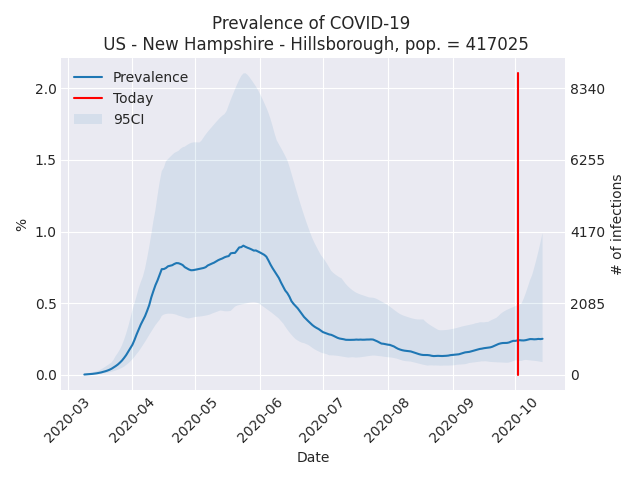 Prevalence of COVID-19
US - New Hampshire - Hillsborough, pop. = 417025
Prevalence
Today
95CI
2.0
1.5
1.0
0.5
0.0
%
8340
6255
4170
2085
0
# of infections
2020-03
2020-04
2020-05
2020-06
2020-07
2020-08
2020-09
2020-10
Date